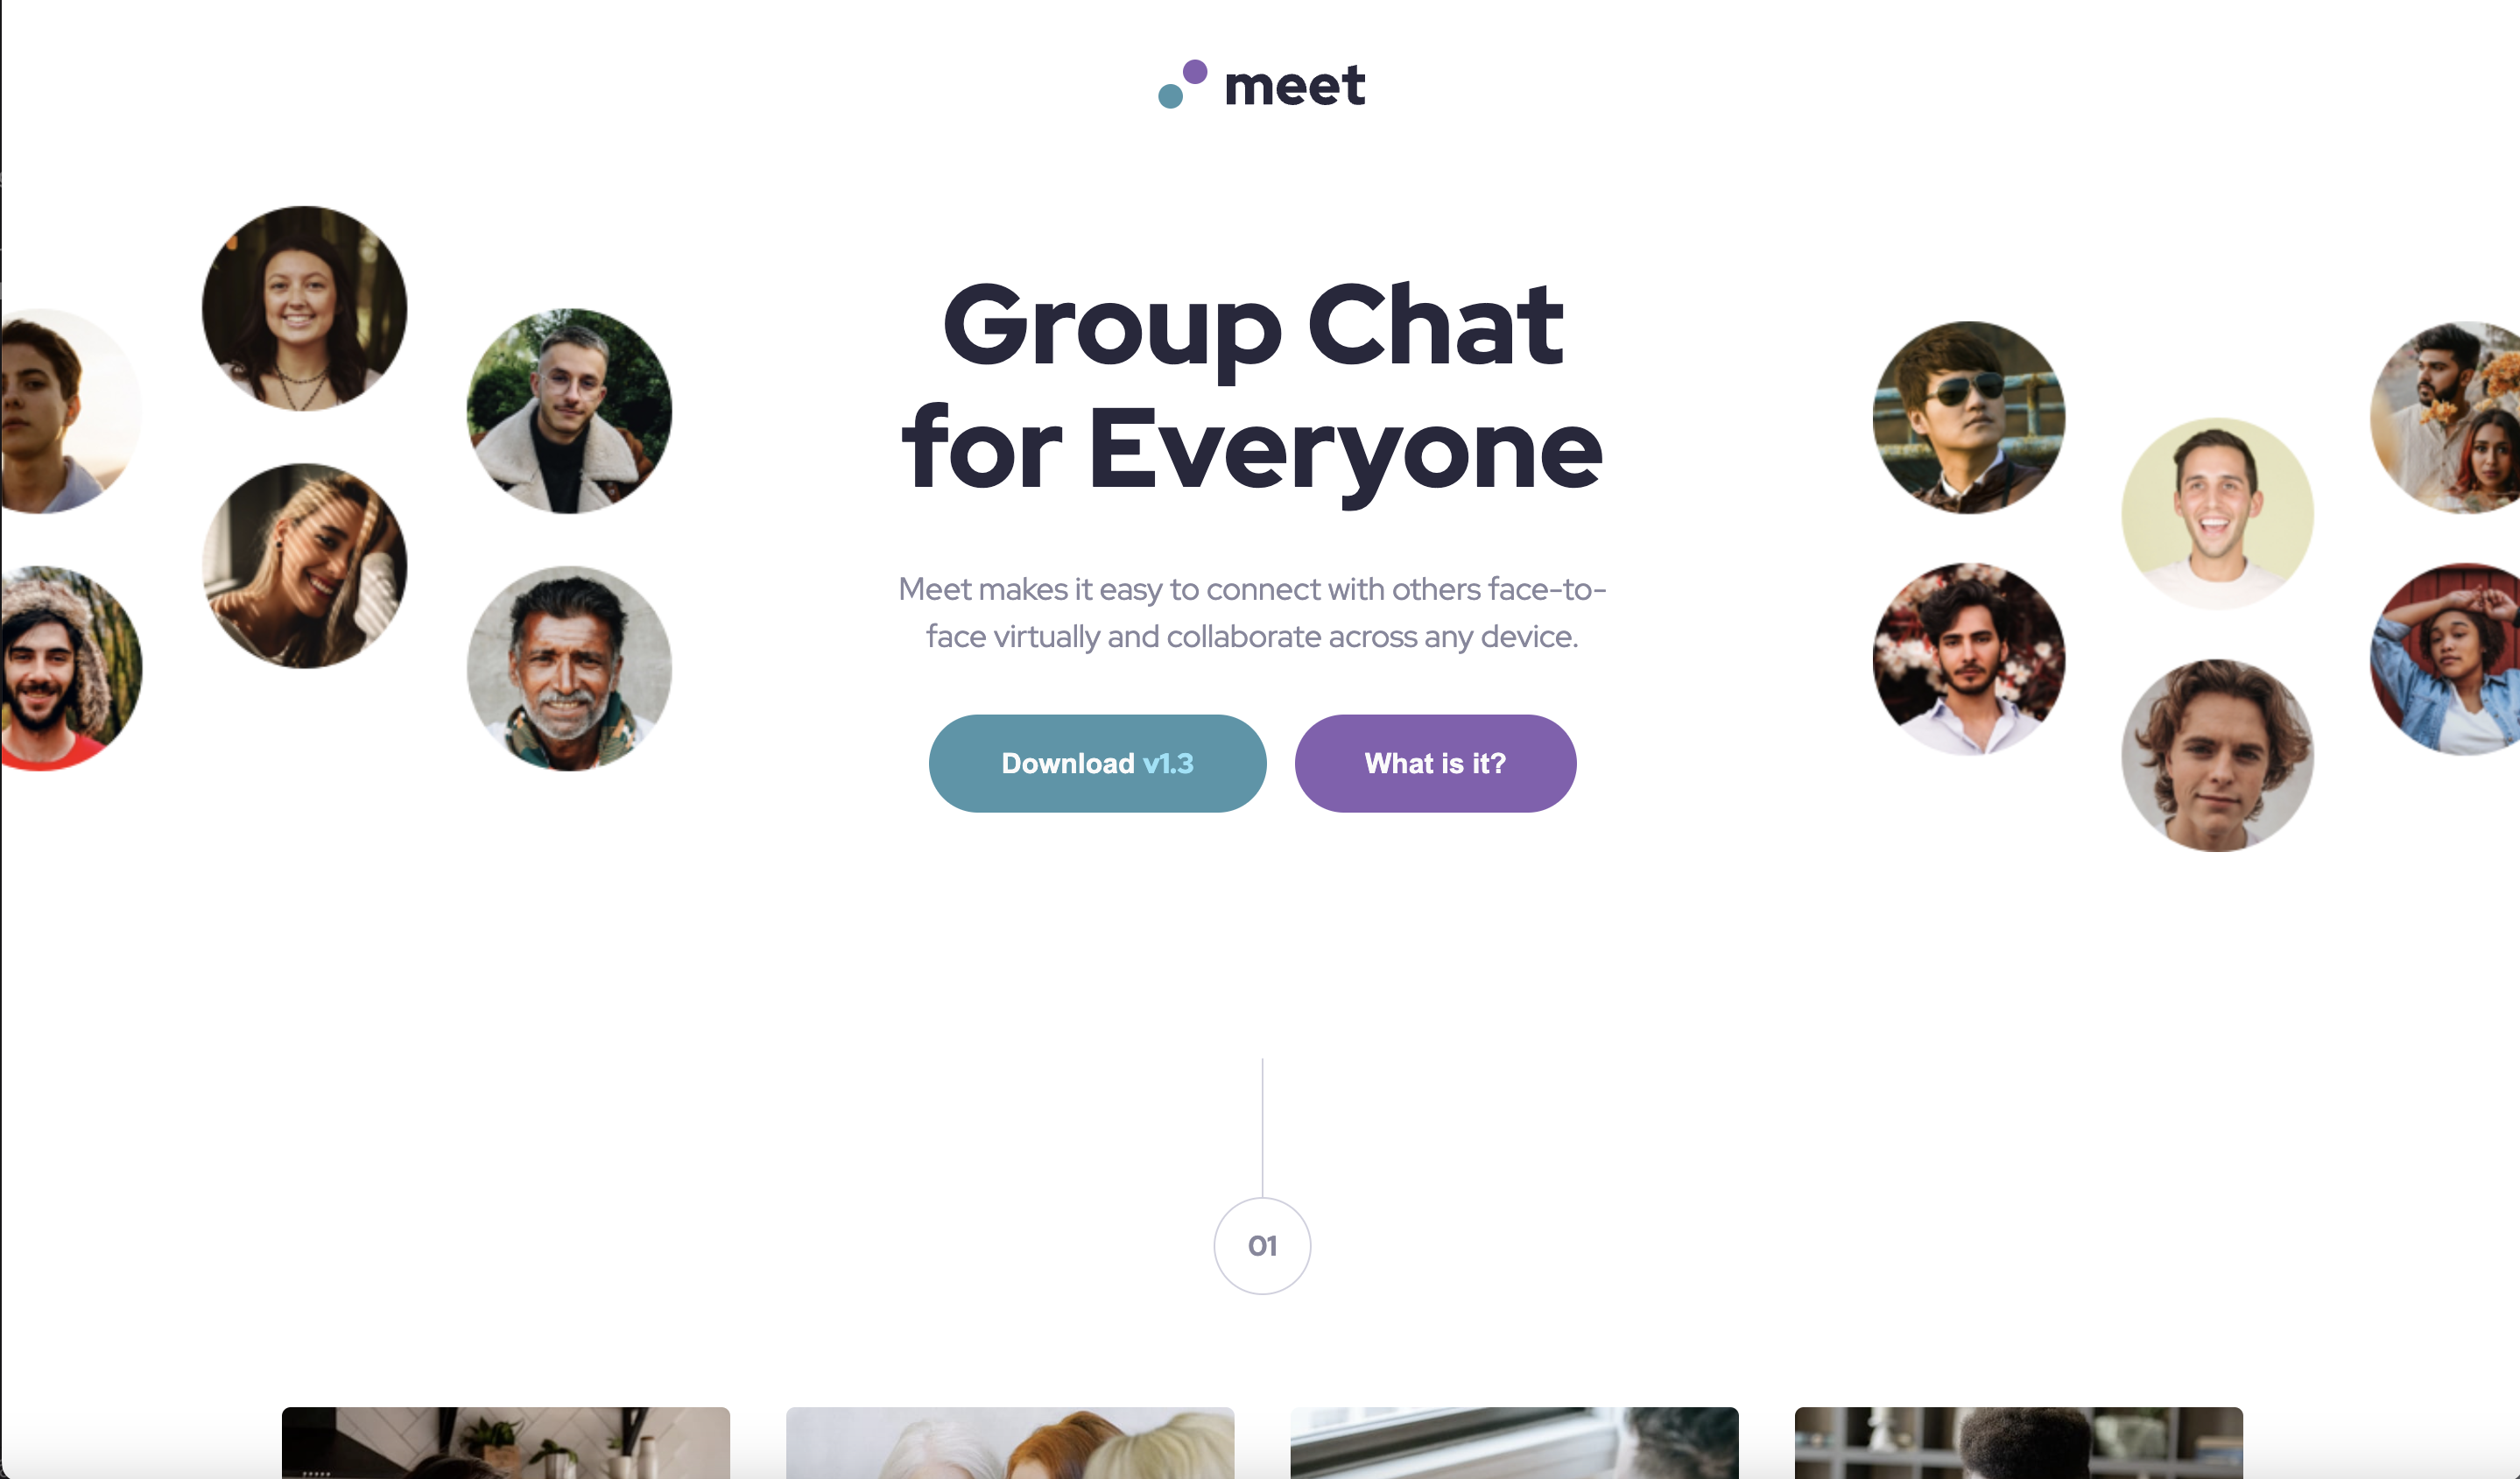 meet
Group Chat
for Everyone
Meet makes it easy to connect with others face-to-
face virtually and collaborate across any device.
Download v1.3
What is it?
01